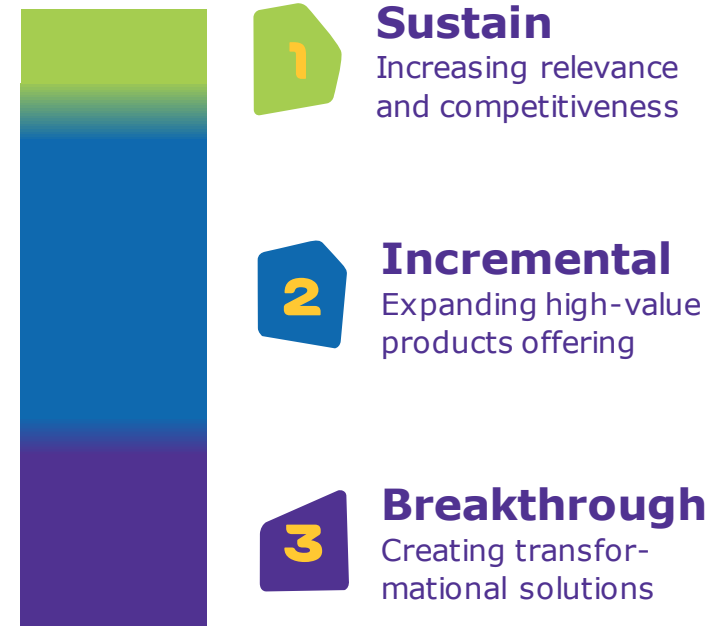 1
Sustain
Increasing relevance
and competitiveness
2
Incremental
Expanding high-value
products offering
3
Breakthrough
Creating transfor-
mational solutions